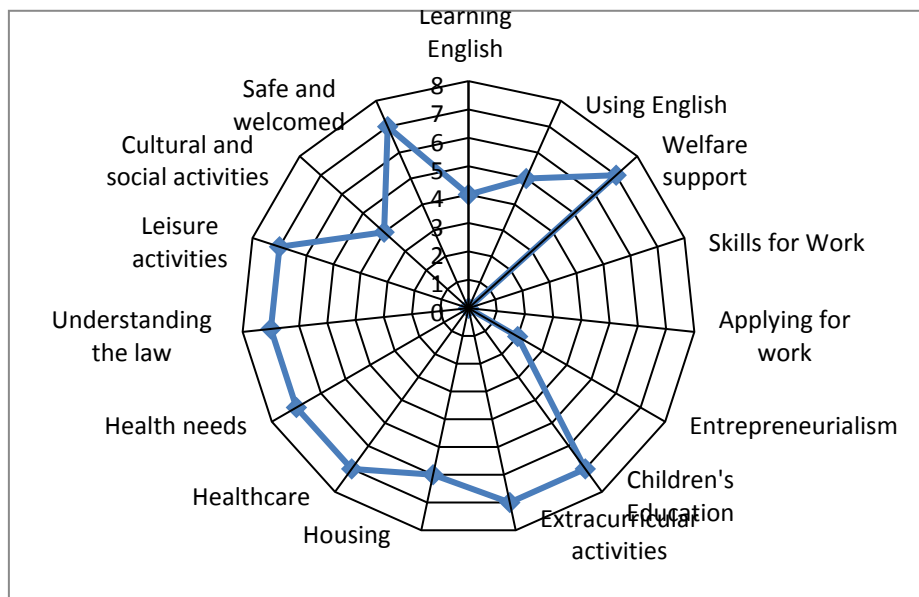 Learning
English
Using English
Welfare
support
Skills for Work
Applying for
work
Entrepreneurialism
Children's
Education
Extracurricular
activities
Housing
Healthcare
Health needs
Understanding
the law
Leisure
activities
Cultural and
social activities
Safe and
welcomed
8
7
6
5
4
3
2
1
0